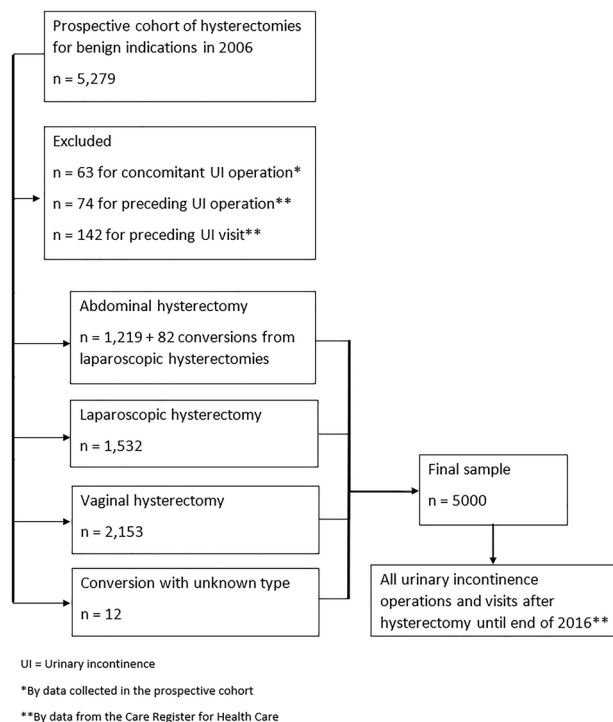 Prospective cohort of hysterectomies
for benign indications in 2006
n = 5,279
Excluded
n = 63 for concomitant UI operation*
n = 74 for preceding UI operation**
n = 142 for preceding UI visit**
Abdominal hysterectomy
n = 1,219 + 82 conversions from
laparoscopic hysterectomies
Laparoscopic hysterectomy
n = 1,532
Vaginal hysterectomy
n = 2,153
Conversion with unknown type
n = 12
Final sample
n = 5000
All urinary incontinence
operations and visits after
hysterectomy until end of 2016**
UI = Urinary incontinence
*By data collected in the prospective cohort
**By data from the Care Register for Health Care